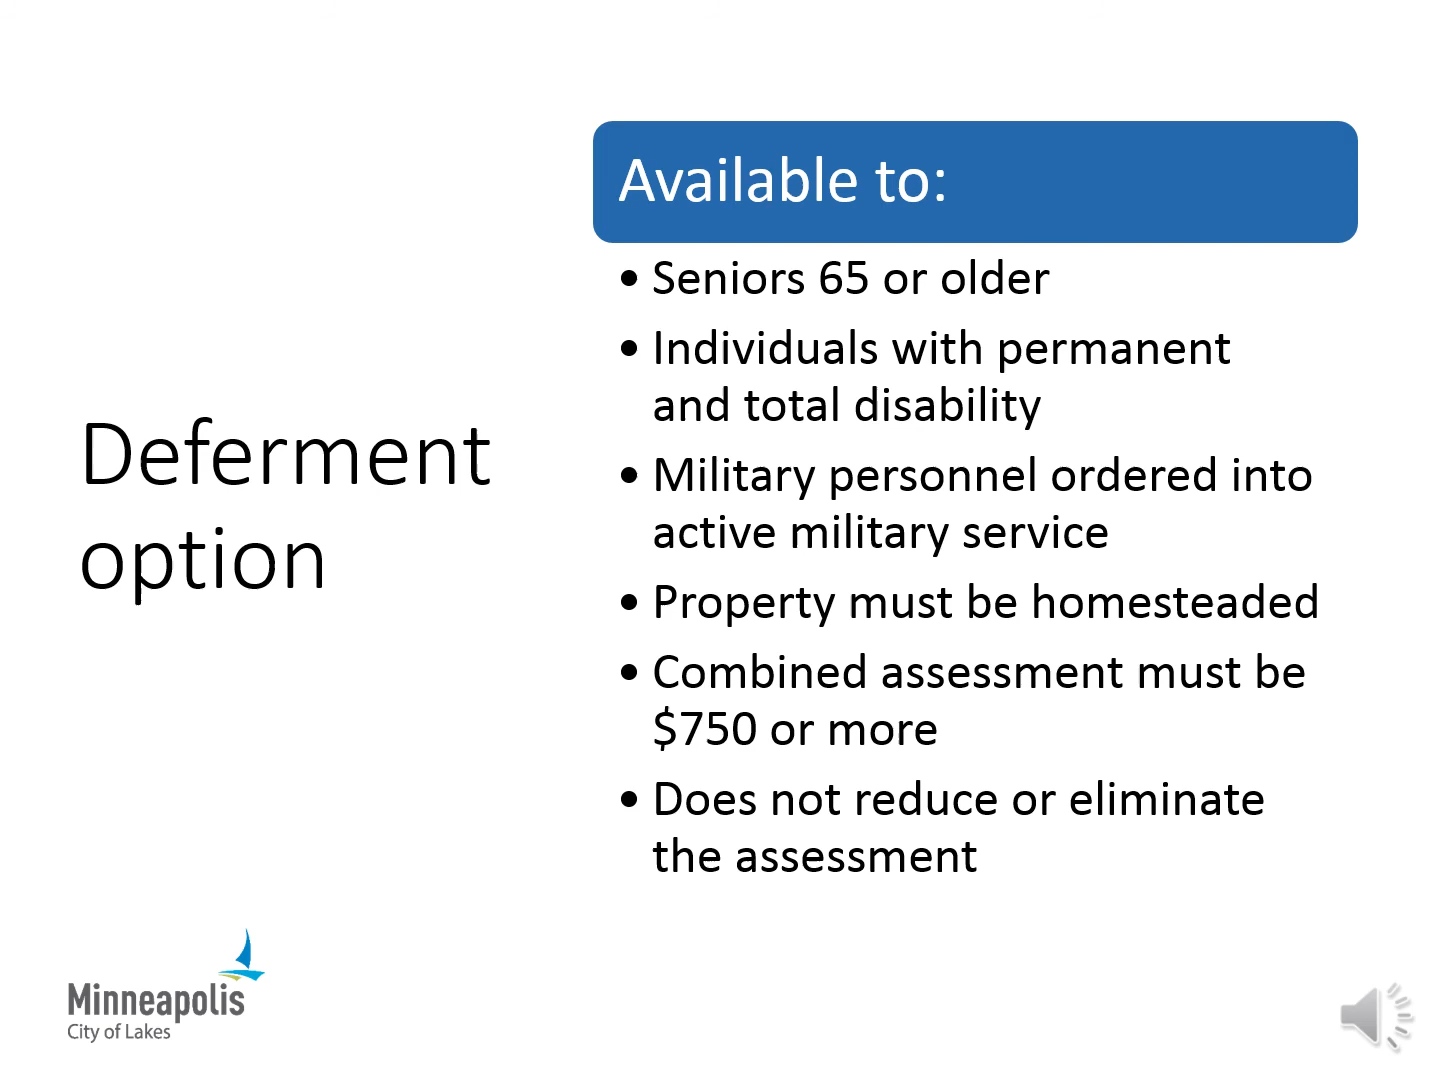 Deferment
option
Available to:
• Seniors 65 or older
• Individuals with permanent
and total disability
• Military personnel ordered into
active military service
• Property must be homesteaded
• Combined assessment must be
$750 or more
• Does not reduce or eliminate
the assessment
Minneapolis
City of Lakes